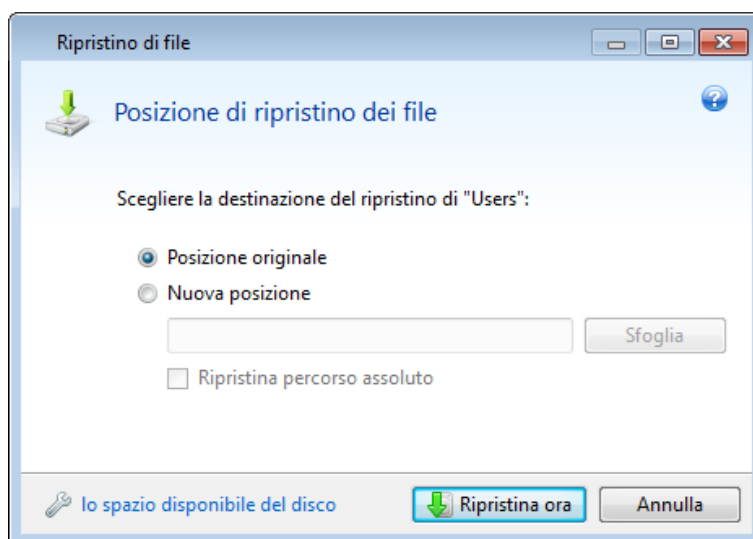 Ripristino di file
Posizione di ripristino dei file
Scegliere la destinazione del ripristino di "Users":
Posizione originale
Nuova posizione
Sfoglia
Ripristina percorso assoluto
lo spazio disponibile del disco
Ripristina ora
Annulla